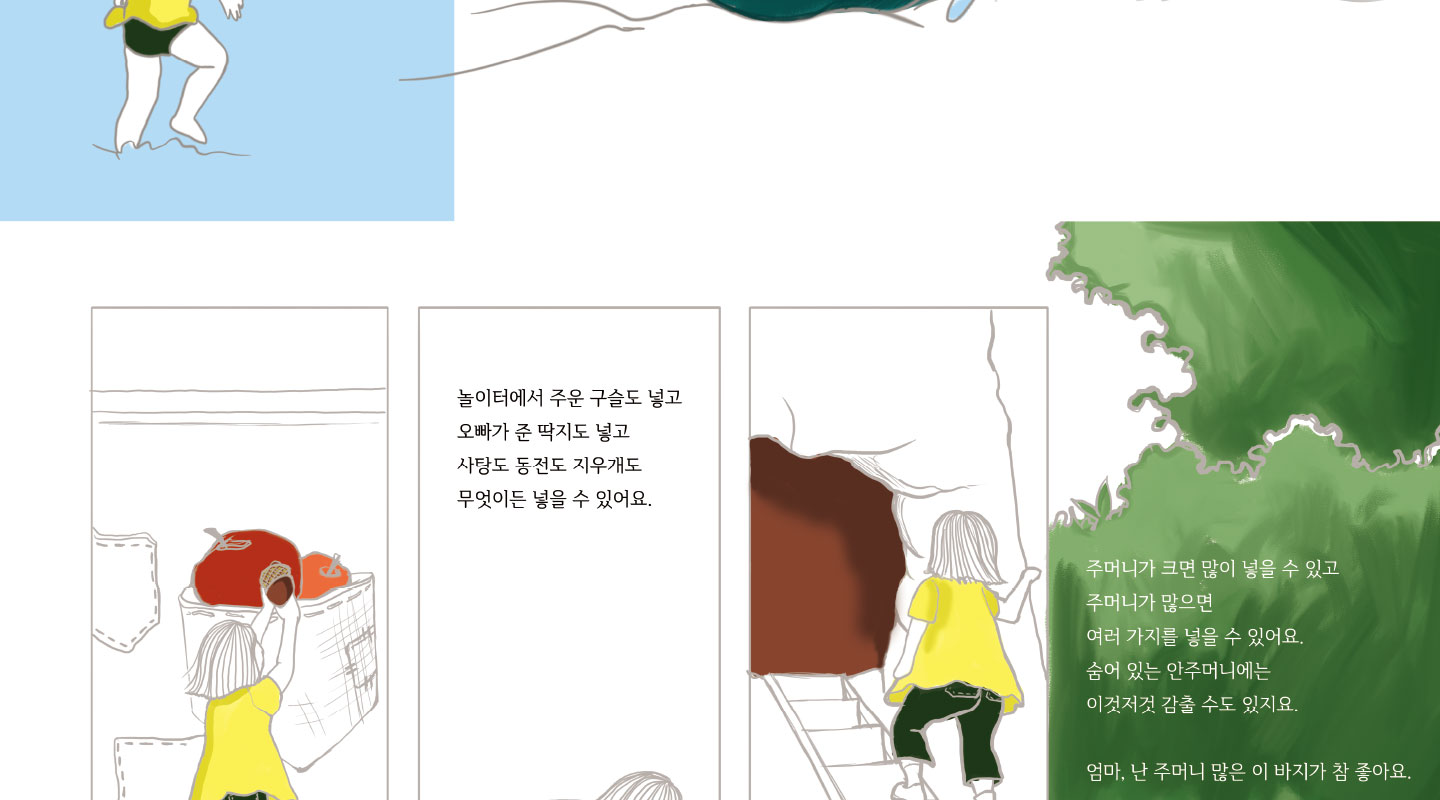 놀이터에서 주운 구슬도 넣고
오빠가 준 딱지도 넣고
사탕도 동전도 지우개도
무엇이든 넣을 수 있어요.
주머니가 크면 많이 넣을 수 있고
주머니가 많으면
여러 가지를 넣을 수 있어요.
숨어 있는 안주머니에는
이것저것 감출 수도 있지요.
엄마, 난 주머니 많은 이 바지가 참 좋아요.